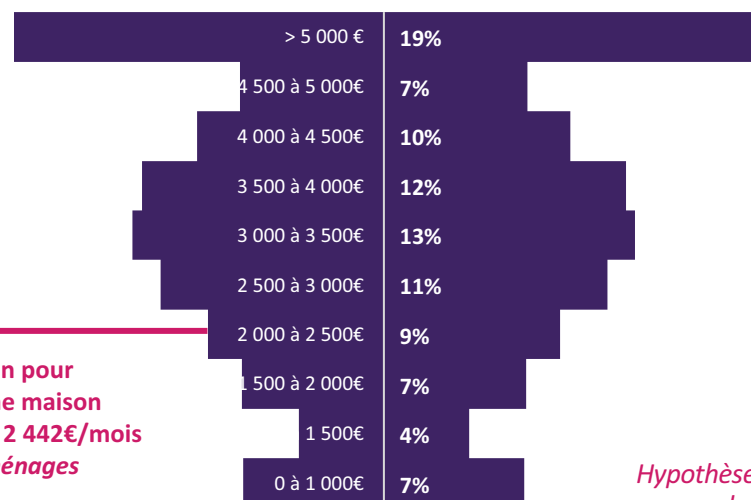 > 5 000 € 19%
4 500 à 5 000€ 7%
4 000 à 4 500€ 10%
3 500 à 4 000€ 12%
3 000 à 3 500€ 13%
2 500 à 3 000€ 11%
2 000 à 2 500€ 9%
1 500 à 2 000€ 7%
1 500€ 4%
0 à 1 000€ 7%
n pour
e maison
2 442€/mois
énages
Hypothèse